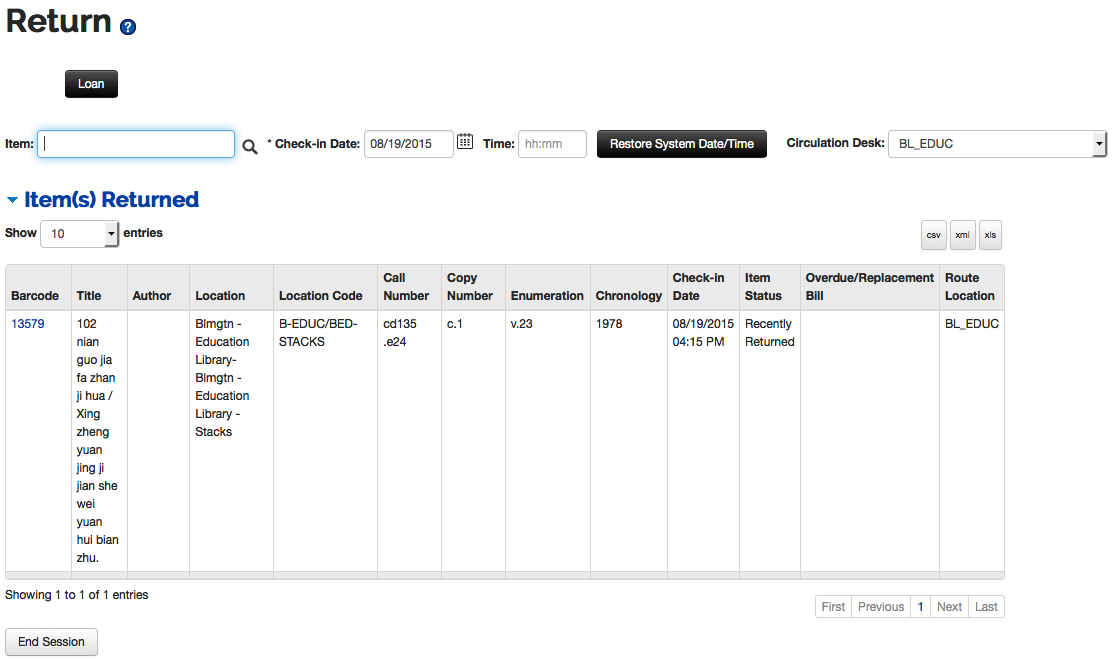 Return ?
Loan
Item: * Check-in Date: 08/19/2015 Time: hh:mm Restore System Date/Time Circulation Desk: BL_EDUC
Item(s) Returned
Show 10 entries csv xml xls
Barcode Title Author Location Location Code Call Number Copy Number Enumeration Chronology Check-in Date Item Status Overdue/Replacement Bill Route Location
13579
102
nian
guo jia
fa zhan
ji hua /
Xing
zheng
yuan
jing ji
jian she
wei
yuan
hui bian
zhu.
Blmgtn -
Education
Library-
Blmgtn -
Education
Library -
Stacks
B-EDUC/BED-
STACKS
cd135
.e24
c.1
v.23
1978
08/19/2015
04:15 PM
Recently
Returned
BL_EDUC
Showing 1 to 1 of 1 entries
First Previous 1 Next Last
End Session